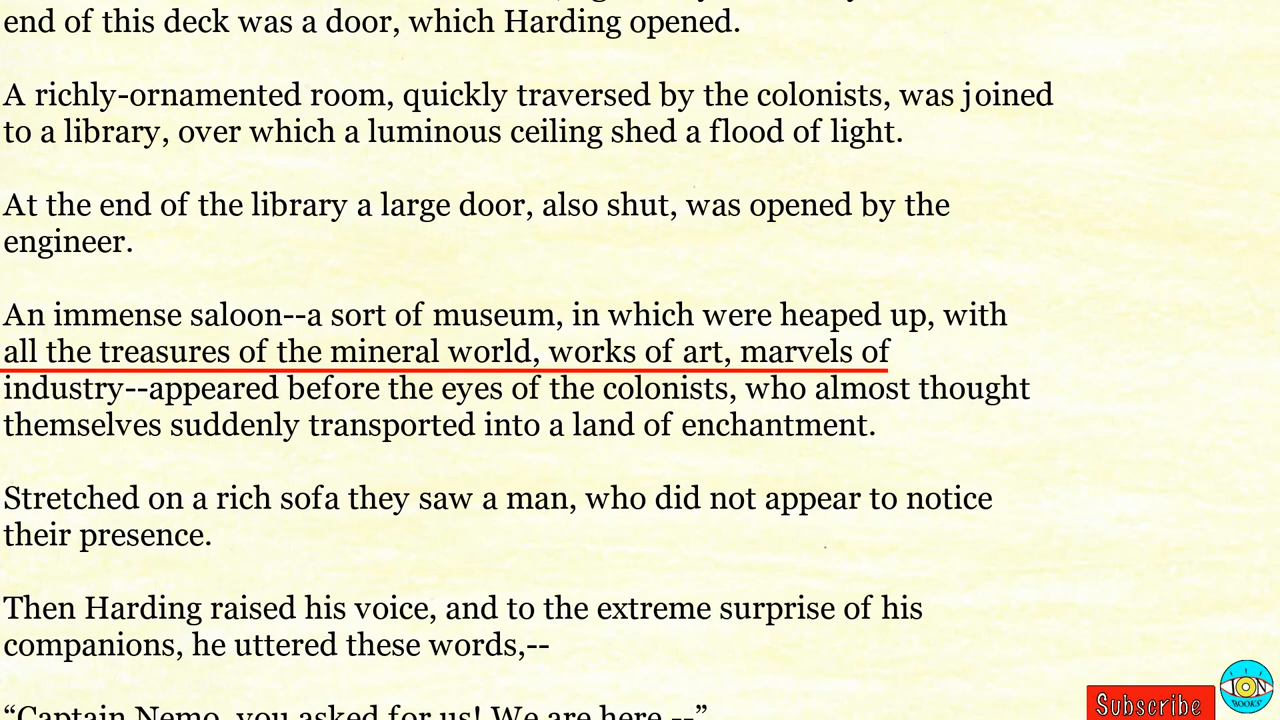 end of this deck was a door, which Harding opened.
A richly-ornamented room, quickly traversed by the colonists, was joined
to a library, over which a luminous ceiling shed a flood of light.
At the end of the library a large door, also shut, was opened by the
engineer.
An immense saloon--a sort of museum, in which were heaped up, with
all the treasures of the mineral world, works of art, marvels of
industry--appeared before the eyes of the colonists, who almost thought
themselves suddenly transported into a land of enchantment.
Stretched on a rich sofa they saw a man, who did not appear to notice
their presence.
Then Harding raised his voice, and to the extreme surprise of his
companions, he uttered these words,--
“Captain Nemo, you asked for us! We are here.--”
Subscribe
ION
BOOKS